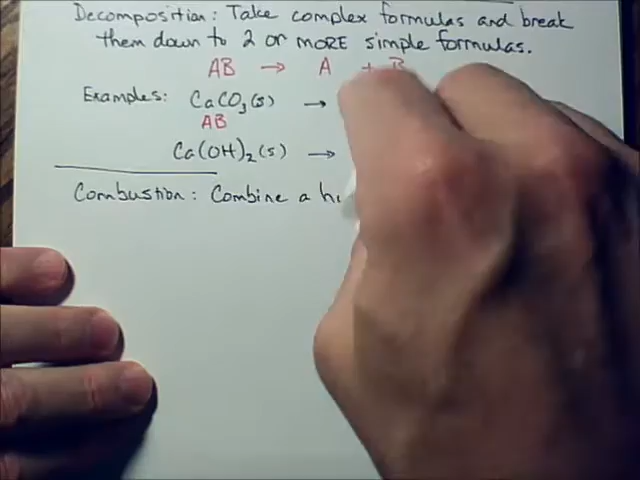 Decomposition: Take complex formulas and break
them down to 2 or MORE simple formulas.
AB → A + B
Examples: CaCO₃(s) →
AB
Ca(OH)₂(s) →
Combustion: Combine a